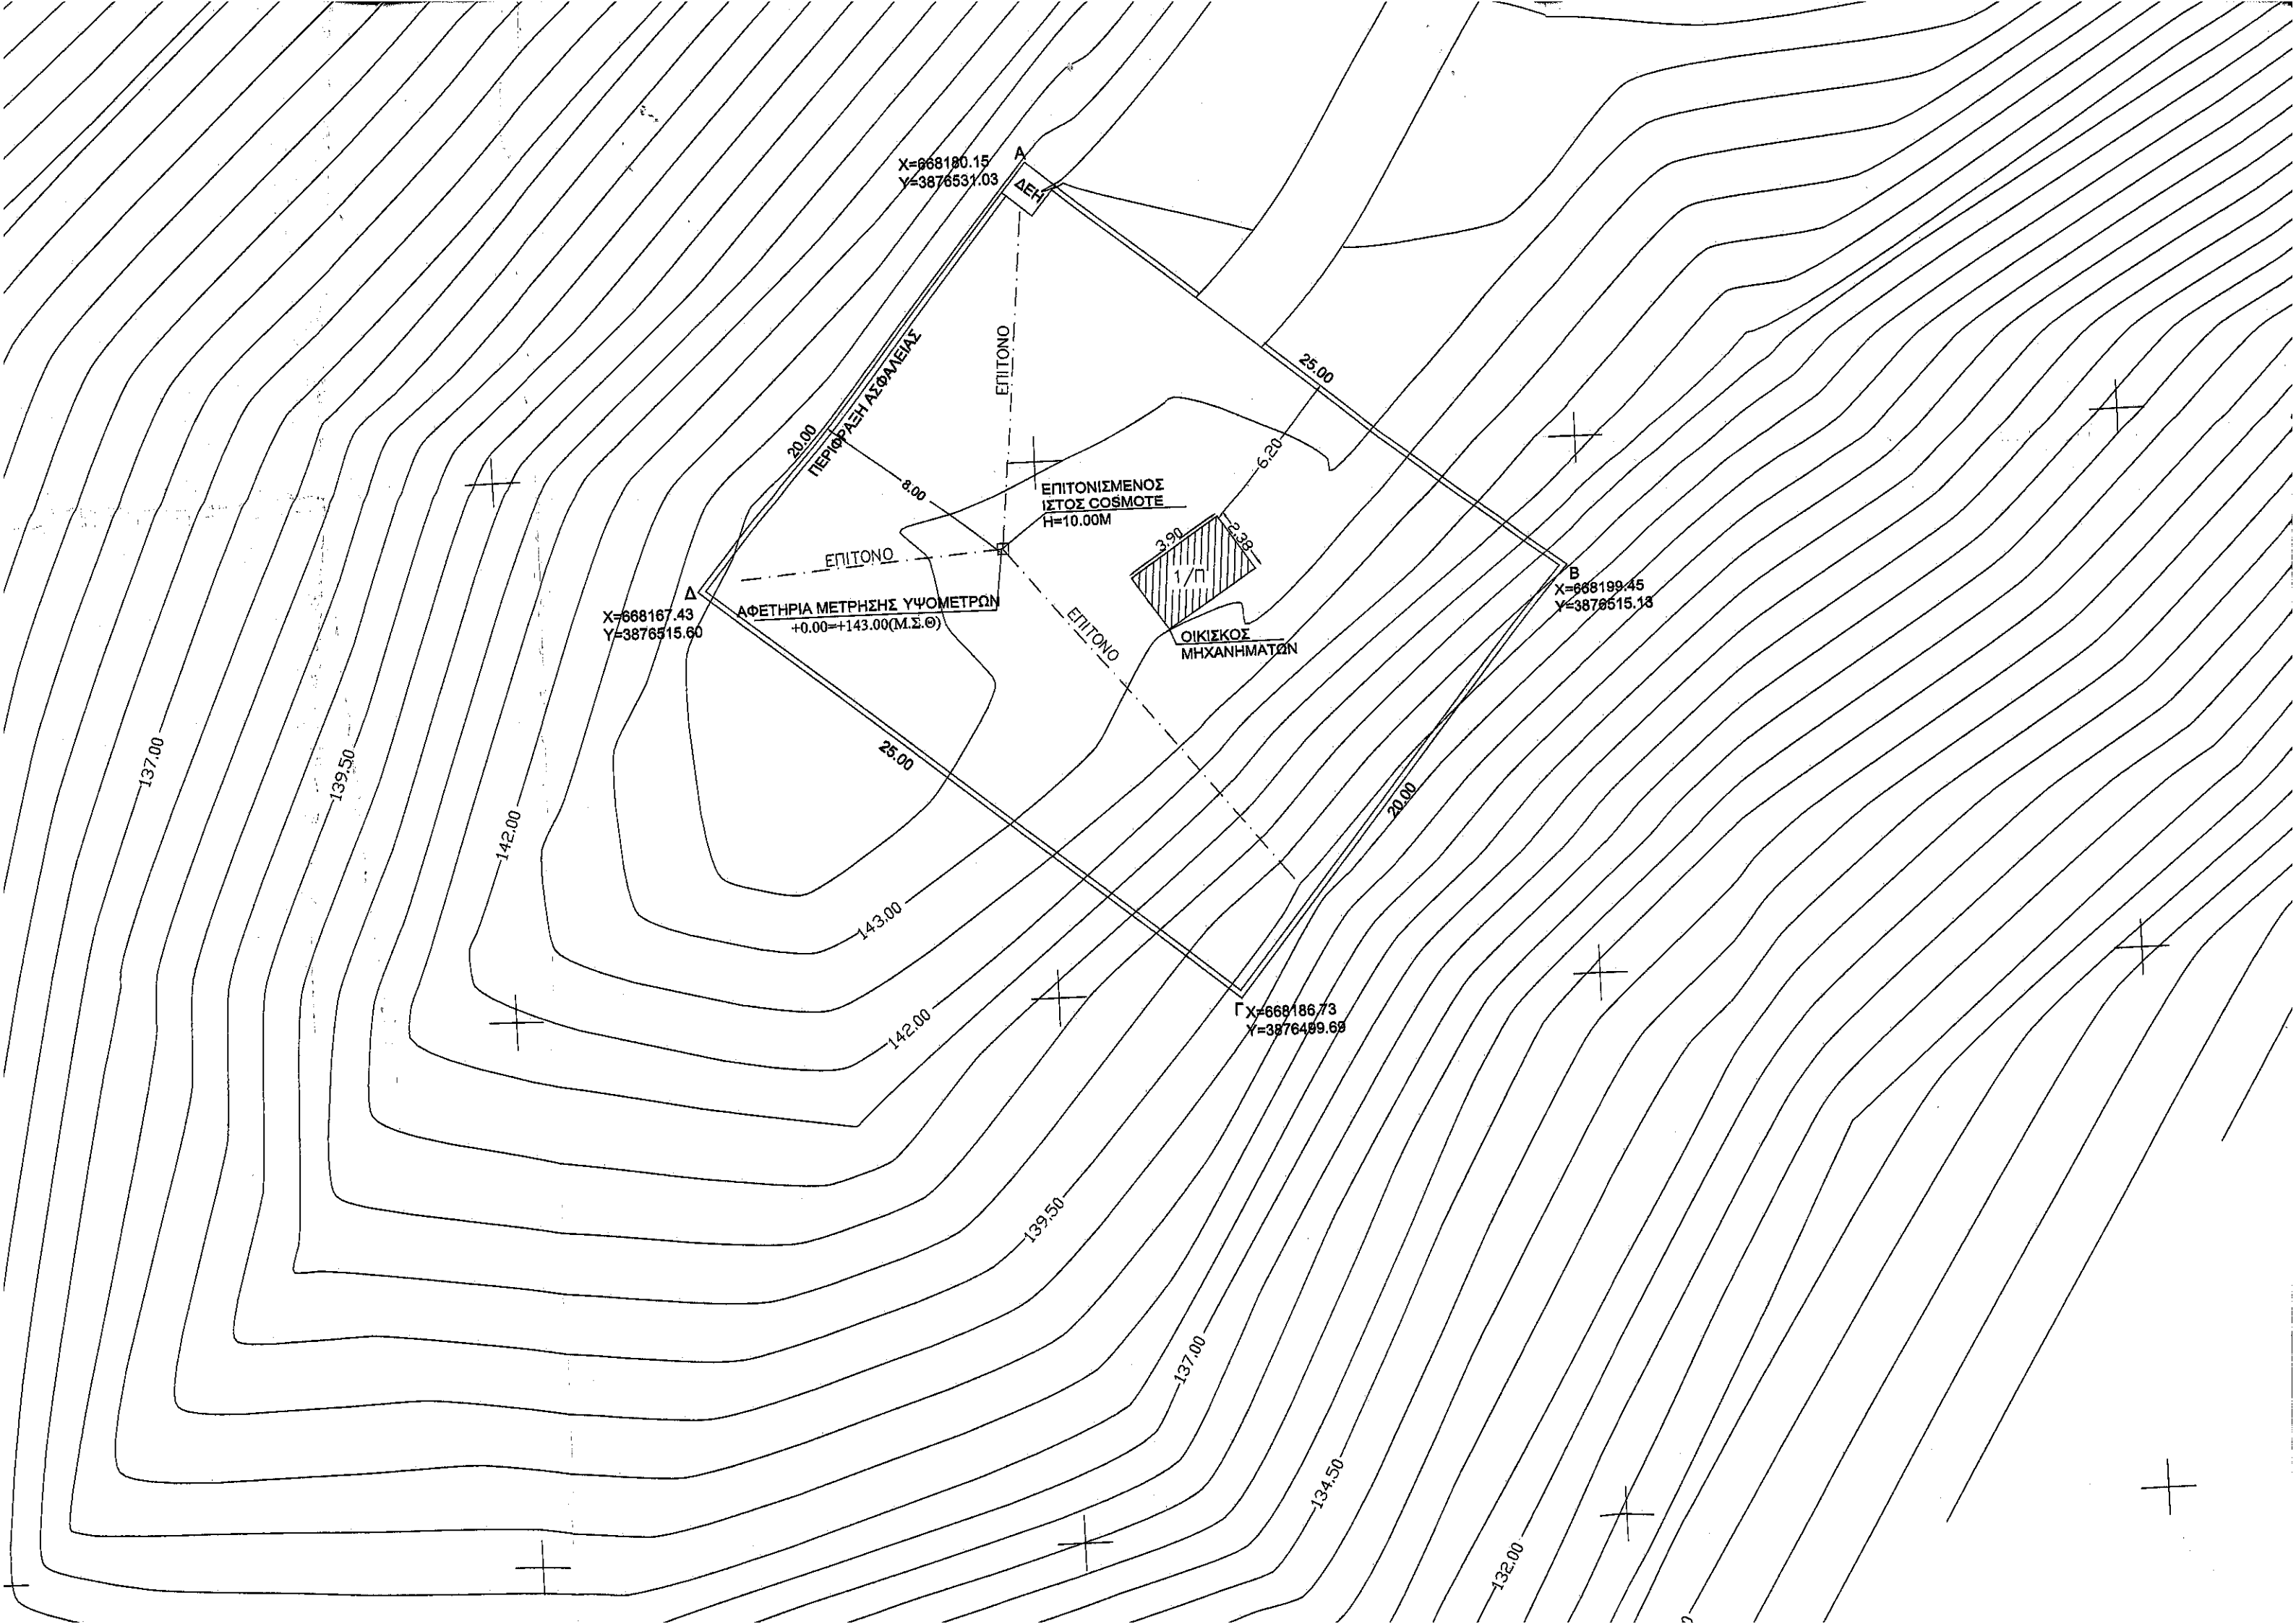 Α
Χ=668180.15
Υ=3876531.03
ΔΕΗ
ΕΠΙΤΟΝΟ
ΠΕΡΙΦΡΑΞΗ ΑΣΦΑΛΕΙΑΣ
20.00
25.00
8.00
6.20
ΕΠΙΤΟΝΙΣΜΕΝΟΣ
ΙΣΤΟΣ COSMOTE
Η=10.00Μ
3.90
2.38
1/Π
ΕΠΙΤΟΝΟ
Β
Χ=668199.45
Υ=3876515.13
Δ
Χ=668167.43
Υ=3876515.60
ΑΦΕΤΗΡΙΑ ΜΕΤΡΗΣΗΣ ΥΨΟΜΕΤΡΩΝ
+0.00=+143.00(Μ.Σ.Θ)
ΕΠΙΤΟΝΟ
ΟΙΚΙΣΚΟΣ
ΜΗΧΑΝΗΜΑΤΩΝ
25.00
20.00
137.00
139.50
142.00
143.00
Γ
Χ=668186.73
Υ=3876499.69
142.00
139.50
137.00
134.50
132.00